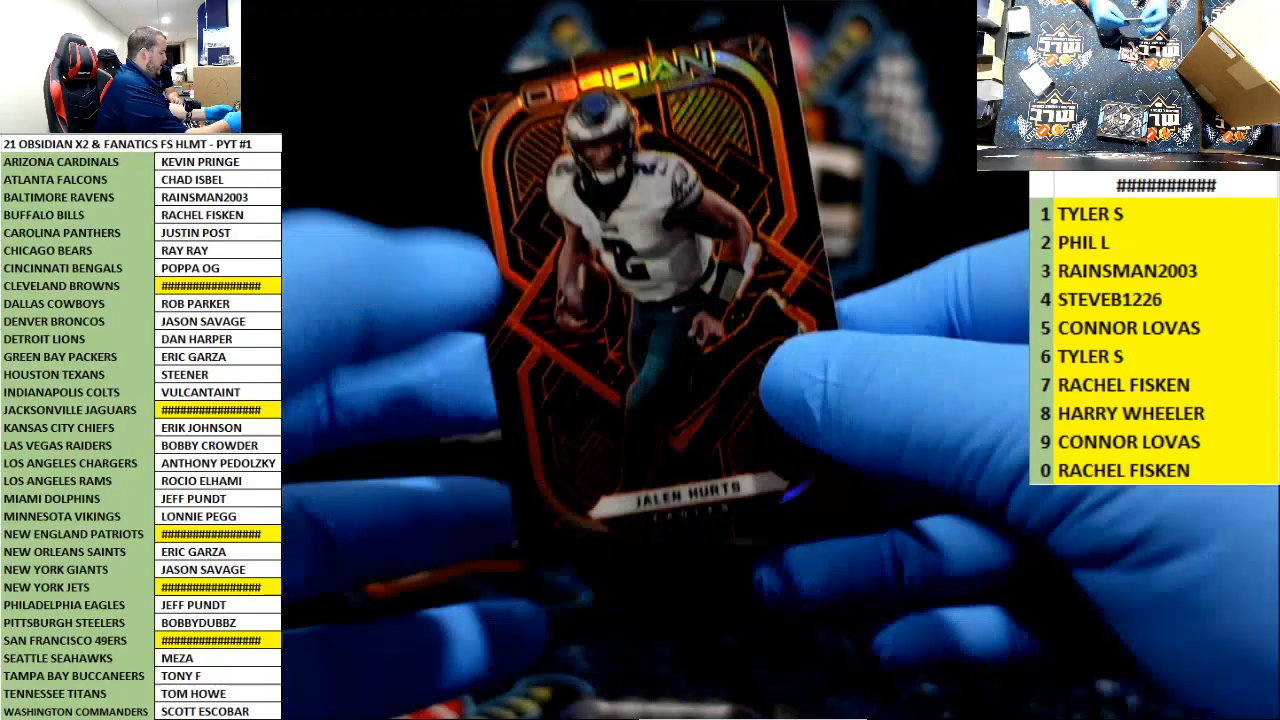 21 OBSIDIAN X2 & FANATICS FS HLMT - PYT #1
ARIZONA CARDINALS KEVIN PRINGE
ATLANTA FALCONS CHAD ISBEL
BALTIMORE RAVENS RAINSMAN2003
BUFFALO BILLS RACHEL FISKEN
CAROLINA PANTHERS JUSTIN POST
CHICAGO BEARS RAY RAY
CINCINNATI BENGALS POPPA OG
CLEVELAND BROWNS ################
DALLAS COWBOYS ROB PARKER
DENVER BRONCOS JASON SAVAGE
DETROIT LIONS DAN HARPER
GREEN BAY PACKERS ERIC GARZA
HOUSTON TEXANS STEENER
INDIANAPOLIS COLTS VULCANTAINT
JACKSONVILLE JAGUARS ################
KANSAS CITY CHIEFS ERIK JOHNSON
LAS VEGAS RAIDERS BOBBY CROWDER
LOS ANGELES CHARGERS ANTHONY PEDOLZKY
LOS ANGELES RAMS ROCIO ELHAMI
MIAMI DOLPHINS JEFF PUNDT
MINNESOTA VIKINGS LONNIE PEGG
NEW ENGLAND PATRIOTS ################
NEW ORLEANS SAINTS ERIC GARZA
NEW YORK GIANTS JASON SAVAGE
NEW YORK JETS ################
PHILADELPHIA EAGLES JEFF PUNDT
PITTSBURGH STEELERS BOBBYDUBBZ
SAN FRANCISCO 49ERS ################
SEATTLE SEAHAWKS MEZA
TAMPA BAY BUCCANEERS TONY F
TENNESSEE TITANS TOM HOWE
WASHINGTON COMMANDERS SCOTT ESCOBAR
OBSIDIAN
2
2
JALEN HURTS
EAGLES
MLC
MLC
MLC
MLC
##########
1 TYLER S
2 PHIL L
3 RAINSMAN2003
4 STEVEB1226
5 CONNOR LOVAS
6 TYLER S
7 RACHEL FISKEN
8 HARRY WHEELER
9 CONNOR LOVAS
0 RACHEL FISKEN